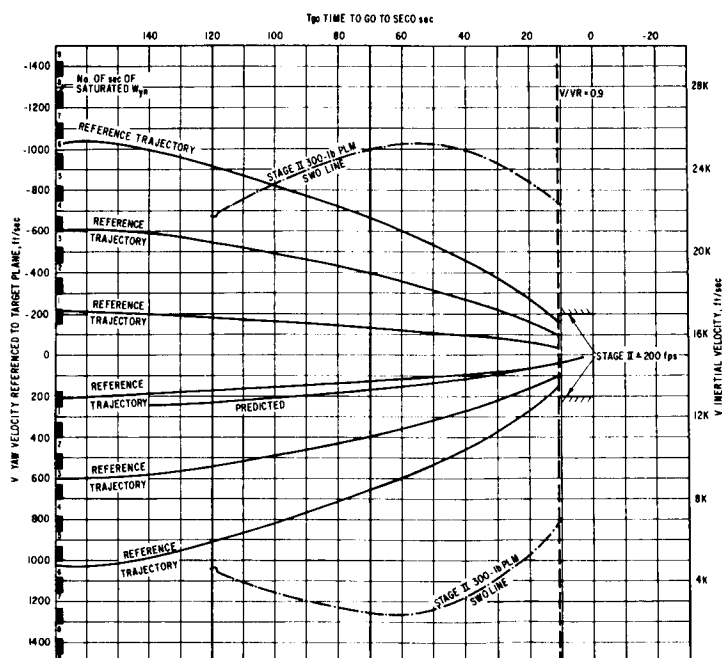 Tgo TIME TO GO TO SECO sec
140 120 100 80 60 40 20 0 -20
-1400
-1200
-1000
-800
-600
-400
-200
0
200
400
600
800
1000
1200
1400
V YAW VELOCITY REFERENCED TO TARGET PLANE, ft/sec
No. OF sec OF
SATURATED WyR
REFERENCE TRAJECTORY
STAGE II 300-lb PLM
SWO LINE
V/VR = 0.9
REFERENCE
TRAJECTORY
REFERENCE
TRAJECTORY
STAGE II ± 200 fps
REFERENCE
TRAJECTORY
PREDICTED
REFERENCE
TRAJECTORY
REFERENCE
TRAJECTORY
STAGE II 300-lb PLM
SWO LINE
28K
24K
20K
16K
12K
8K
4K
V INERTIAL VELOCITY, ft/sec